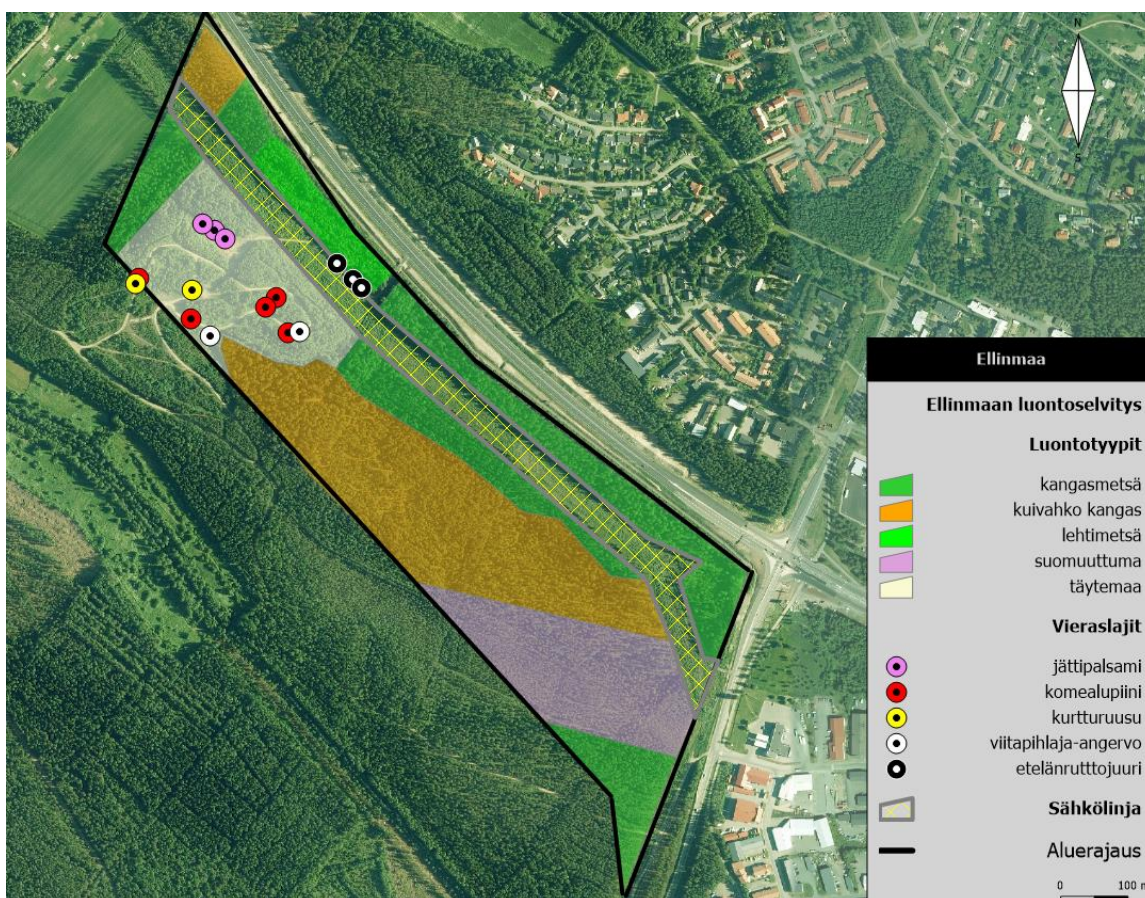 N
S
Ellinmaa
Ellinmaan luontoselvitys
Luontotyypit
kangasmetsä
kuivahko kangas
lehtimetsä
suomuuttuma
täytemaa
Vieraslajit
jättipalsami
komealupiini
kurtturuusu
viitapihlaja-angervo
etelänrutttojuuri
Sähkölinja
Aluerajaus
0 100 m